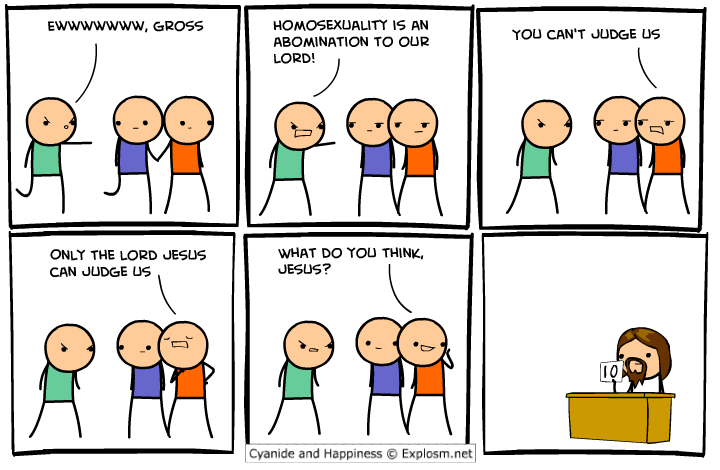 EWWWWWWW, GROSS
HOMOSEXUALITY IS AN
ABOMINATION TO OUR
LORD!
YOU CAN'T JUDGE US
ONLY THE LORD JESUS
CAN JUDGE US
WHAT DO YOU THINK,
JESUS?
10
Cyanide and Happiness © Explosm.net